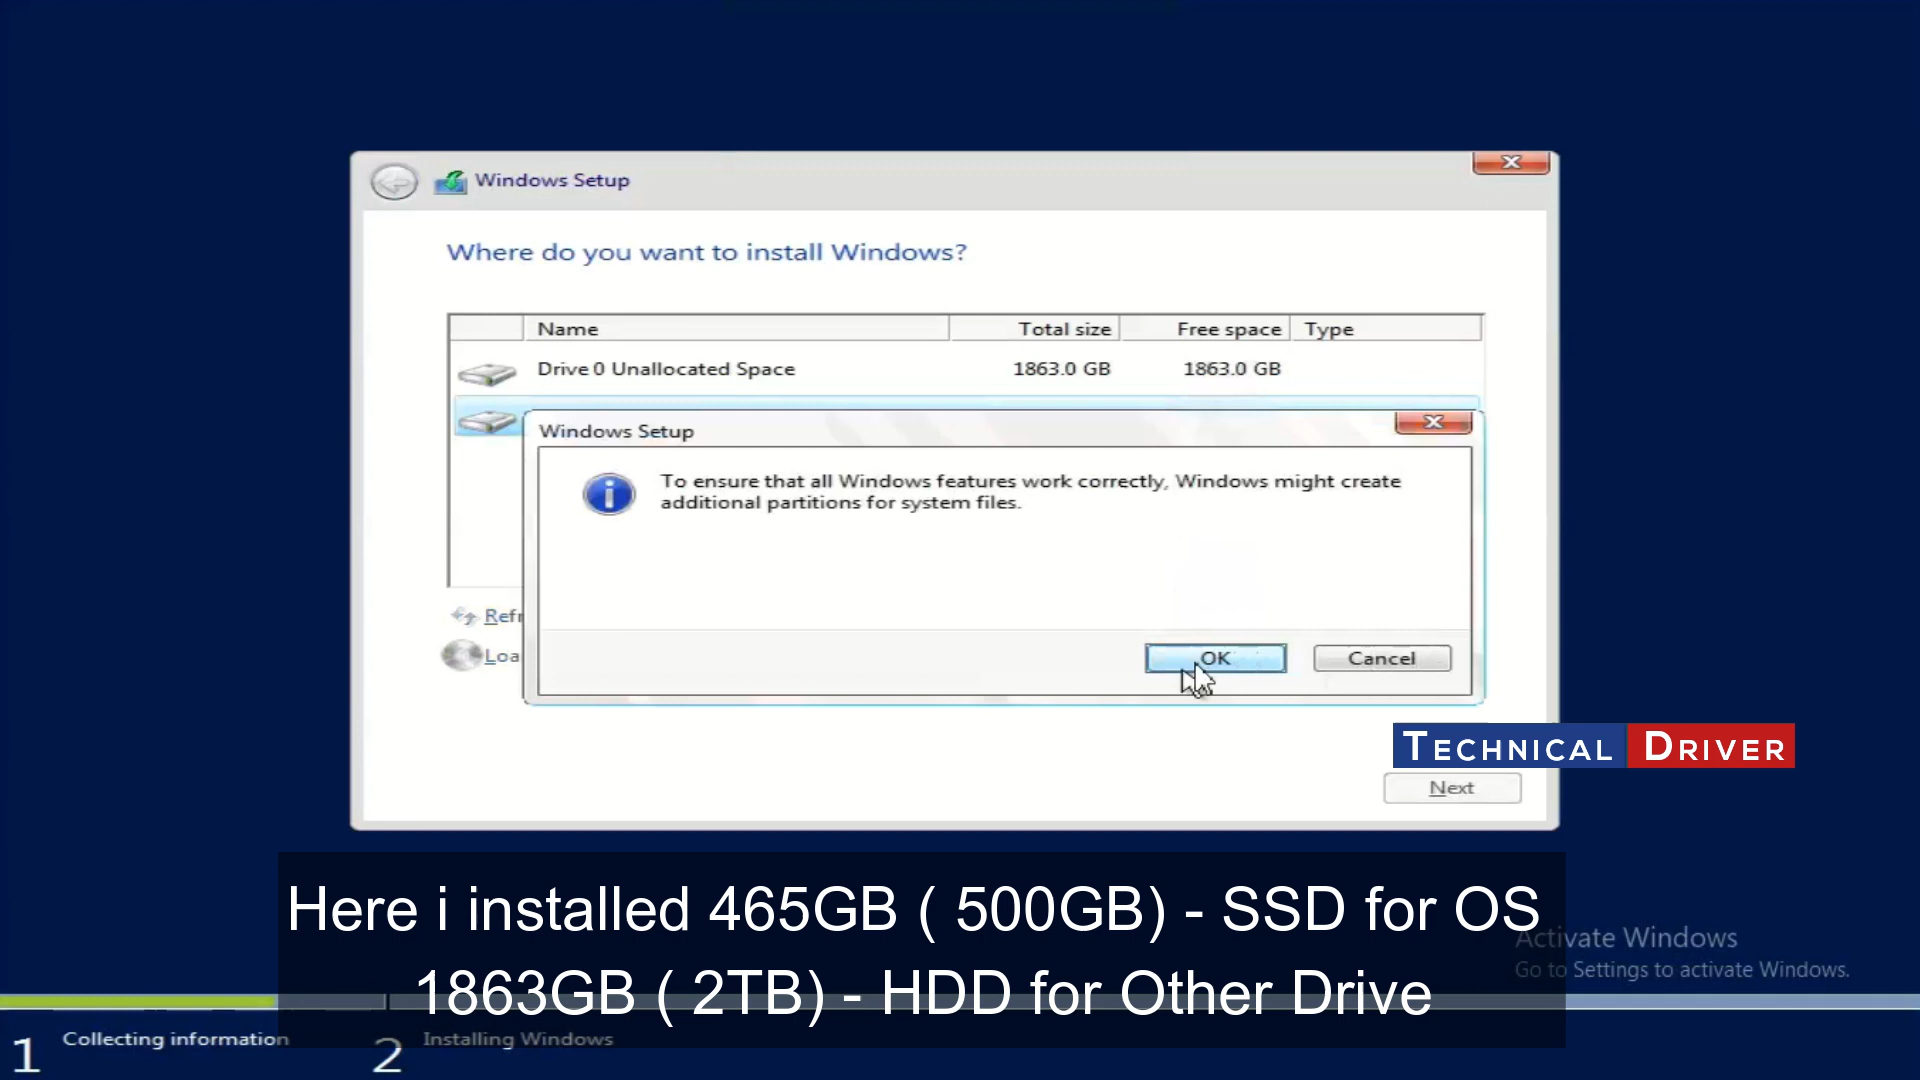 Windows Setup
Where do you want to install Windows?
Name Total size Free space Type
Drive 0 Unallocated Space 1863.0 GB 1863.0 GB
Windows Setup
To ensure that all Windows features work correctly, Windows might create
additional partitions for system files.
Refr
Loa
OK Cancel
TECHNICAL DRIVER
Next
Here i installed 465GB ( 500GB) - SSD for OS
1863GB ( 2TB) - HDD for Other Drive
Activate Windows
Go to Settings to activate Windows.
1 Collecting information 2 Installing Windows